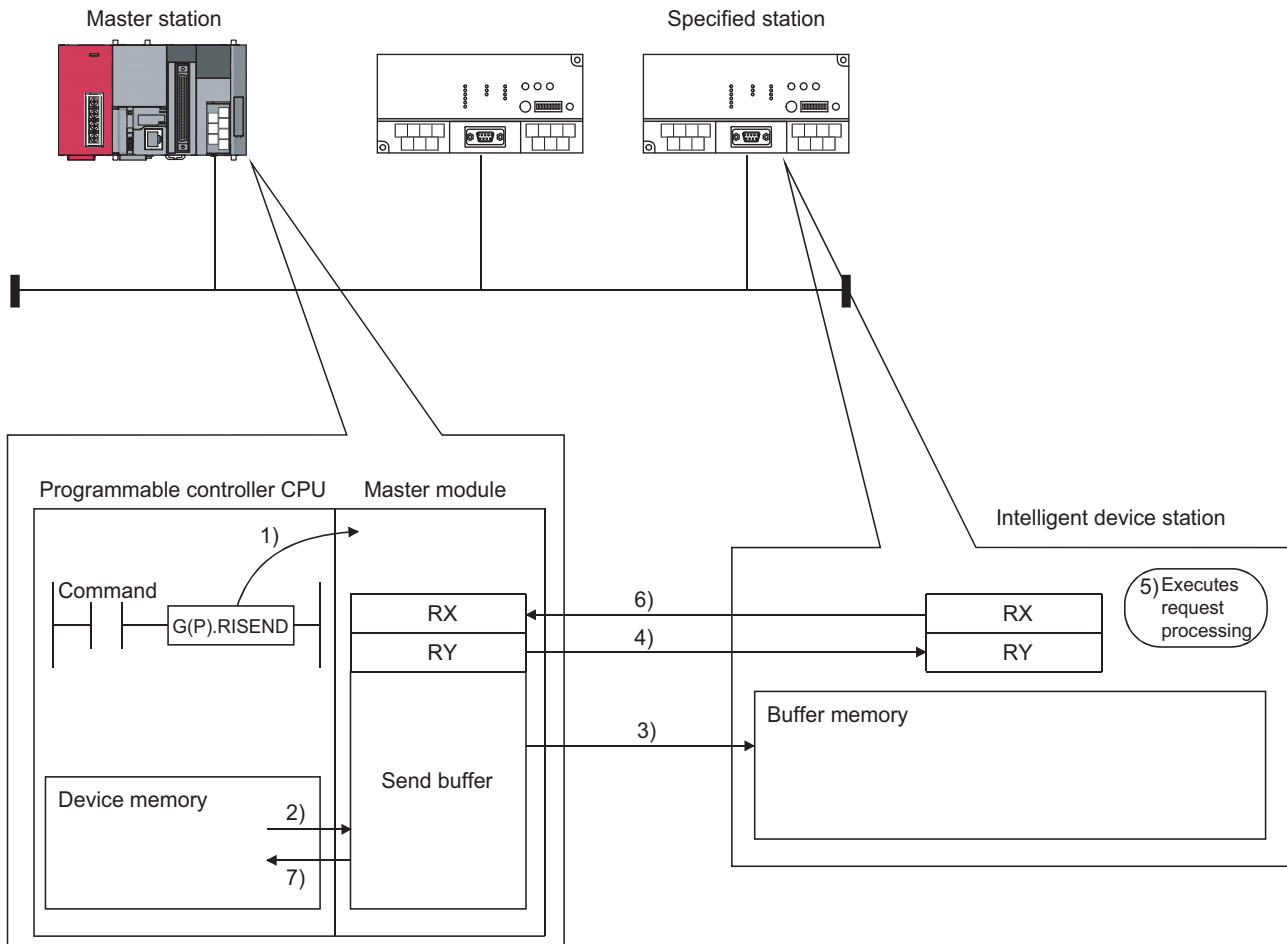 Master station
Specified station
Programmable controller CPU
Master module
1)
Intelligent device station
Command
G(P).RISEND
RX
6)
RX
5) Executes
request
processing
RY
4)
RY
Buffer memory
3)
Send buffer
Device memory
2)
7)